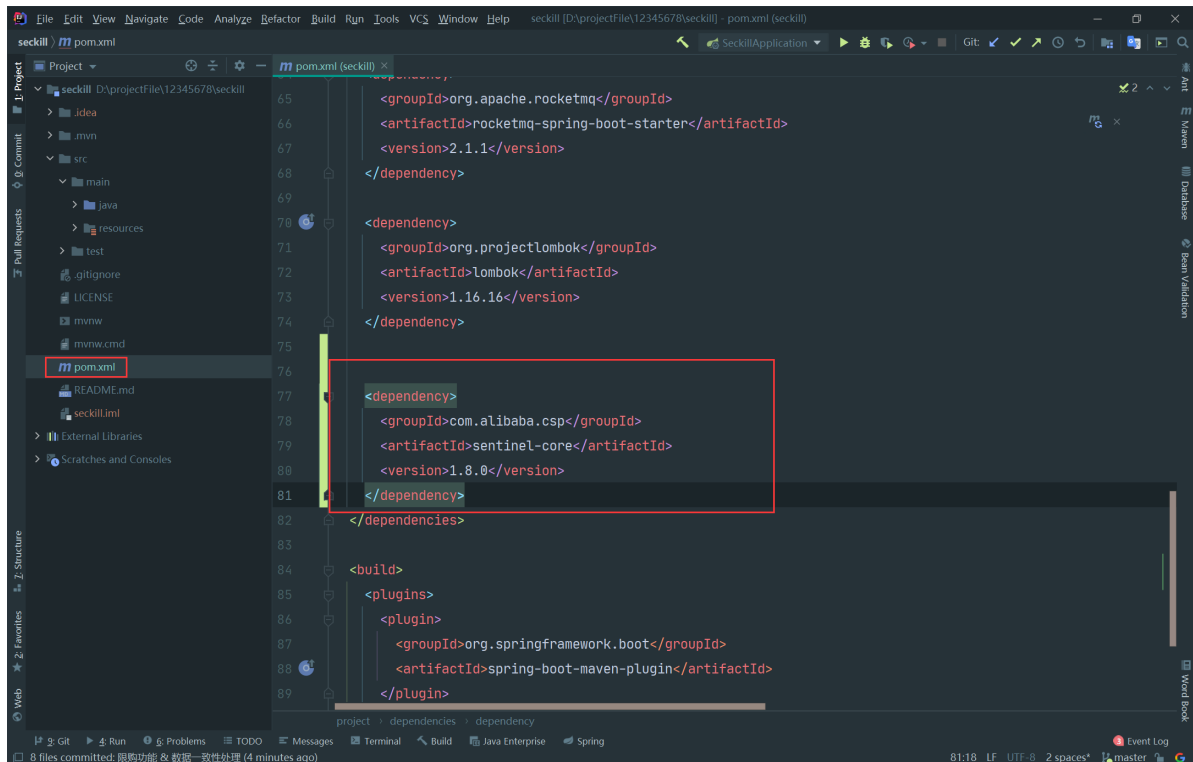 File Edit View Navigate Code Analyze Refactor Build Run Tools VCS Window Help seckill [D:\projectFile\12345678\seckill] - pom.xml (seckill)
seckill pom.xml
SeckillApplication
Git:
Project
pom.xml (seckill)
1: Project
0: Commit
Pull Requests
7: Structure
2: Favorites
Web
seckill D:\projectFile\12345678\seckill
.idea
.mvn
src
main
java
resources
test
.gitignore
LICENSE
mvnw
mvnw.cmd
pom.xml
README.md
seckill.iml
External Libraries
Scratches and Consoles
65 <groupId>org.apache.rocketmq</groupId>
66 <artifactId>rocketmq-spring-boot-starter</artifactId>
67 <version>2.1.1</version>
68 </dependency>
69
70 <dependency>
71 <groupId>org.projectlombok</groupId>
72 <artifactId>lombok</artifactId>
73 <version>1.16.16</version>
74 </dependency>
75
76
77 <dependency>
78 <groupId>com.alibaba.csp</groupId>
79 <artifactId>sentinel-core</artifactId>
80 <version>1.8.0</version>
81 </dependency>
82 </dependencies>
83
84 <build>
85 <plugins>
86 <plugin>
87 <groupId>org.springframework.boot</groupId>
88 <artifactId>spring-boot-maven-plugin</artifactId>
89 </plugin>
2
project › dependencies › dependency
Ant
Maven
Database
Bean Validation
Word Book
9: Git 4: Run 6: Problems TODO Messages Terminal Build Java Enterprise Spring 1 Event Log
8 files committed: 限购功能 & 数据一致性处理 (4 minutes ago) 81:18 LF UTF-8 2 spaces* master